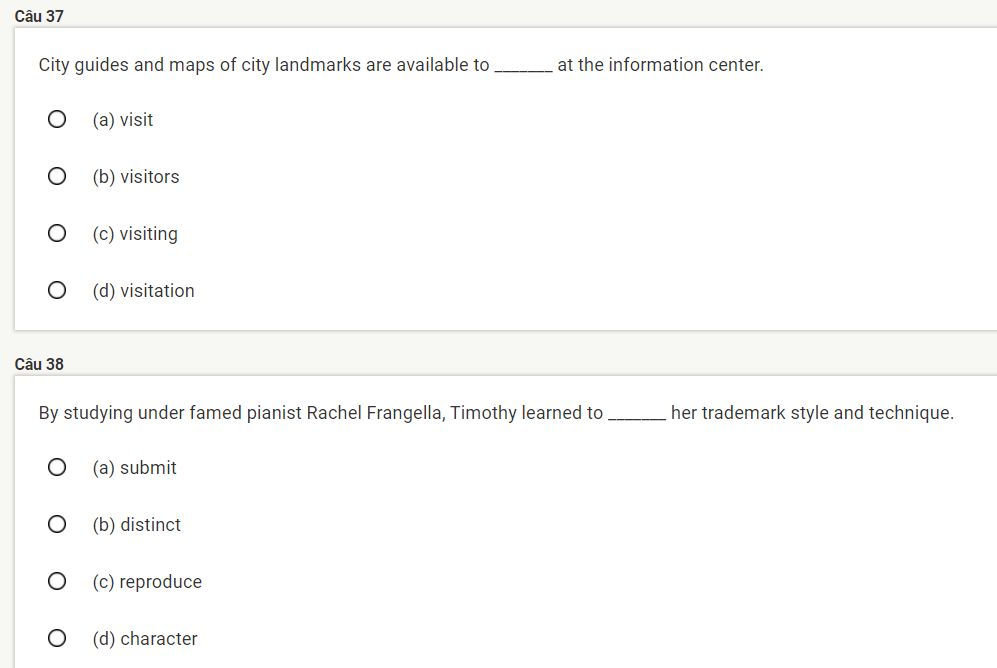 Câu 37
City guides and maps of city landmarks are available to _______ at the information center.
(a) visit
(b) visitors
(c) visiting
(d) visitation
Câu 38
By studying under famed pianist Rachel Frangella, Timothy learned to _______ her trademark style and technique.
(a) submit
(b) distinct
(c) reproduce
(d) character